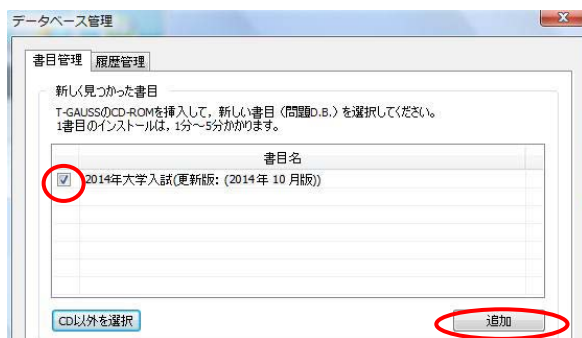 データベース管理
書目管理 履歴管理
新しく見つかった書目
T-GAUSSのCD-ROMを挿入して，新しい書目（問題D.B.）を選択してください。
1書目のインストールは，1分～5分かかります。
書目名
2014年大学入試(更新版: (2014年 10 月版))
CD以外を選択 追加